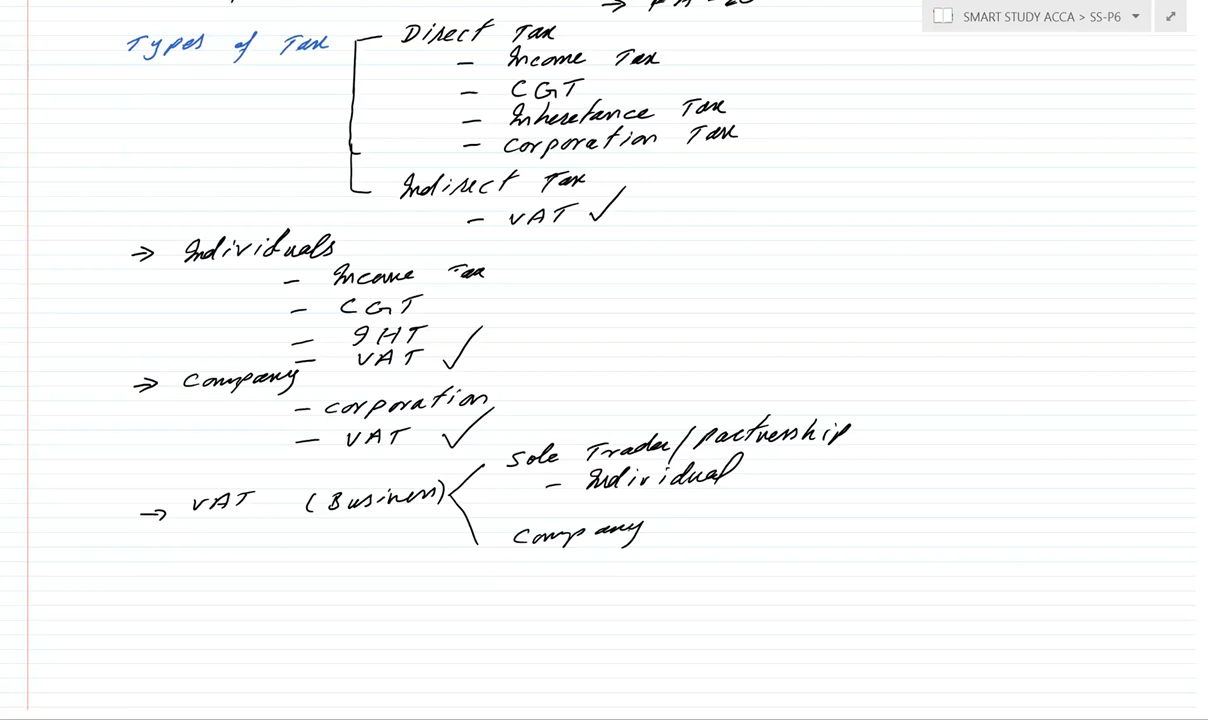 SMART STUDY ACCA > SS-P6
Types of Tax
Direct Tax
- Income Tax
- CGT
- Inheretance Tax
- Corporation Tax
Indirect Tax
- VAT ✓
→ Individuals
- Income Tax
- CGT
- IHT
- VAT ✓
→ Company
- corporation
- VAT ✓
→ VAT (Business)
Sole Trader/partnership
- Individual
Company